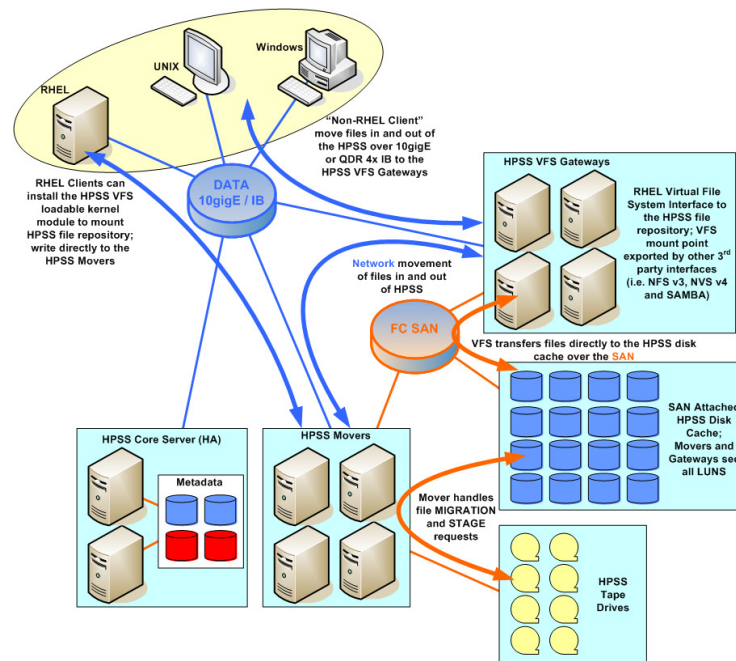 Windows
UNIX
RHEL
"Non-RHEL Client"
move files in and out
of the HPSS over 10gigE
or QDR 4x IB to the
HPSS VFS Gateways
RHEL Clients can
install the HPSS VFS
loadable kernel
module to mount
HPSS file repository;
write directly to the
HPSS Movers
DATA
10gigE / IB
HPSS VFS Gateways
RHEL Virtual File
System Interface to
the HPSS file
repository; VFS
mount point
exported by other 3rd
party interfaces
(i.e. NFS v3, NVS v4
and SAMBA)
Network movement
of files in and out
of HPSS
FC SAN
VFS transfers files directly to the HPSS disk
cache over the SAN
SAN Attached
HPSS Disk
Cache;
Movers and
Gateways see
all LUNS
HPSS Core Server (HA)
Metadata
HPSS Movers
Mover handles
file MIGRATION
and STAGE
requests
HPSS
Tape
Drives